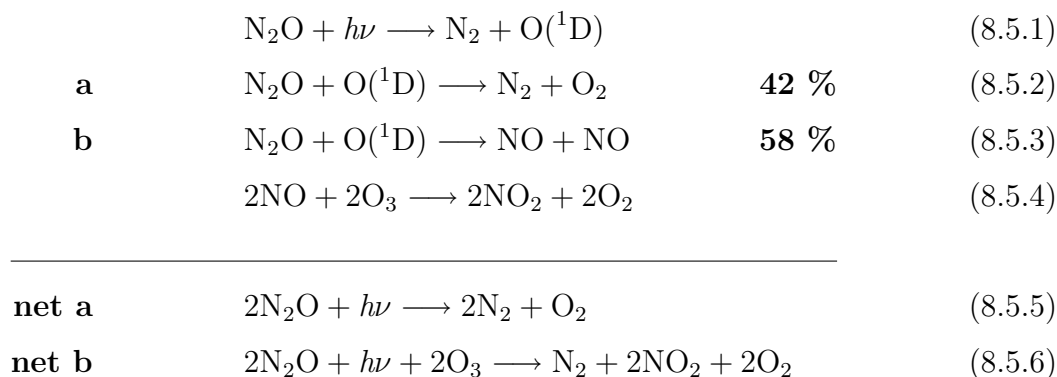 N₂O + hν ⟶ N₂ + O(¹D) (8.5.1)
a N₂O + O(¹D) ⟶ N₂ + O₂ 42 % (8.5.2)
b N₂O + O(¹D) ⟶ NO + NO 58 % (8.5.3)
2NO + 2O₃ ⟶ 2NO₂ + 2O₂ (8.5.4)
net a 2N₂O + hν ⟶ 2N₂ + O₂ (8.5.5)
net b 2N₂O + hν + 2O₃ ⟶ N₂ + 2NO₂ + 2O₂ (8.5.6)